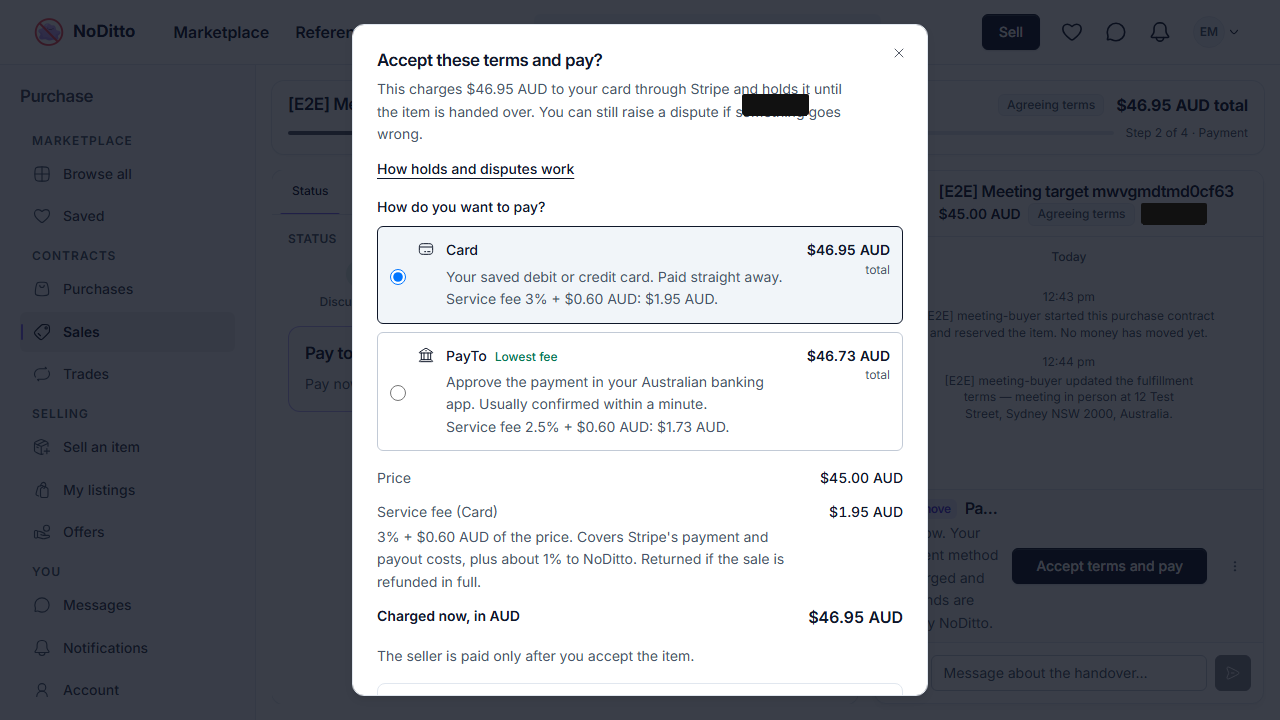 NoDitto
Marketplace
Sell
EM
Purchase
MARKETPLACE
Browse all
Saved
CONTRACTS
Purchases
Sales
Trades
SELLING
Sell an item
My listings
Offers
YOU
Messages
Notifications
Account
[E2E]
Agreeing terms
$46.95 AUD total
Step 2 of 4 · Payment
Status
STATUS
Accept these terms and pay?
This charges $46.95 AUD to your card through Stripe and holds it until
the item is handed over. You can still raise a dispute if goes
wrong.
How holds and disputes work
How do you want to pay?
Card
$46.95 AUD
total
Your saved debit or credit card. Paid straight away.
Service fee 3% + $0.60 AUD: $1.95 AUD.
PayTo Lowest fee
$46.73 AUD
total
Approve the payment in your Australian banking
app. Usually confirmed within a minute.
Service fee 2.5% + $0.60 AUD: $1.73 AUD.
Price
$45.00 AUD
Service fee (Card)
$1.95 AUD
3% + $0.60 AUD of the price. Covers Stripe's payment and
payout costs, plus about 1% to NoDitto. Returned if the sale is
refunded in full.
Charged now, in AUD
$46.95 AUD
The seller is paid only after you accept the item.
[E2E] Meeting target mwvgmdtmd0cf63
$45.00 AUD
Agreeing terms
Today
12:43 pm
[E2E] meeting-buyer started this purchase contract
and reserved the item. No money has moved yet.
12:44 pm
[E2E] meeting-buyer updated the fulfillment
terms — meeting in person at 12 Test
Street, Sydney NSW 2000, Australia.
Pa...
Your
method
and
are
NoDitto.
Accept terms and pay
Message about the handover...